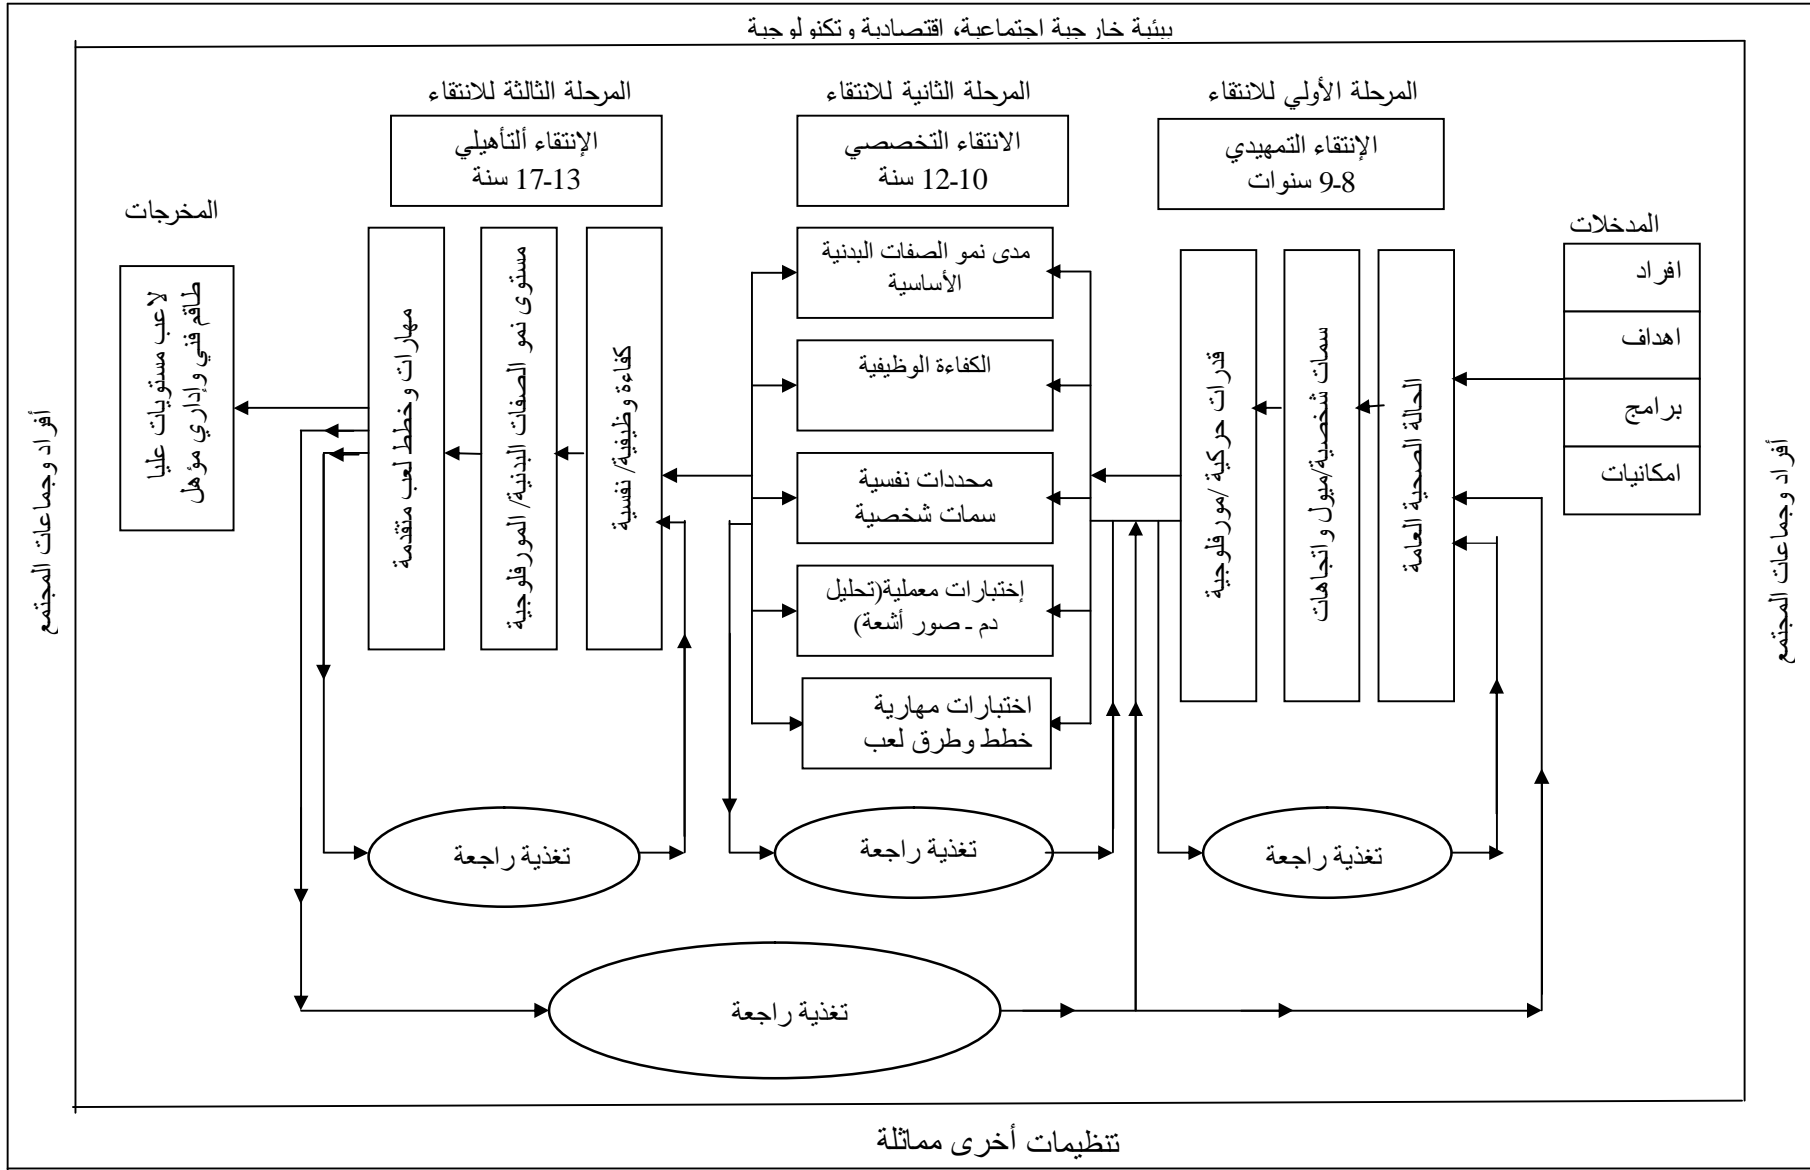 بيئية خارجية اجتماعية، اقتصادية وتكنولوجية
المرحلة الأولي للانتقاء
المرحلة الثانية للانتقاء
المرحلة الثالثة للانتقاء
الإنتقاء التمهيدي
8-9 سنوات
الانتقاء التخصصي
10-12 سنة
الإنتقاء ألتأهيلي
13-17 سنة
المدخلات
افراد
اهداف
برامج
امكانيات
الحالة الصحية العامة
سمات شخصية/ميول واتجاهات
قدرات حركية /مورفلوجية
مدى نمو الصفات البدنية
الأساسية
الكفاءة الوظيفية
محددات نفسية
سمات شخصية
إختبارات معملية(تحليل
دم - صور أشعة)
اختبارات مهارية
خطط وطرق لعب
كفاءة وظيفية/ نفسية
مستوى نمو الصفات البدنية/ المورفلوجية
مهارات وخطط لعب متقدمة
المخرجات
لاعب مستويات عليا
طاقم فني وإداري مؤهل
تغذية راجعة
تغذية راجعة
تغذية راجعة
تغذية راجعة
أفراد وجماعات المجتمع
أفراد وجماعات المجتمع
تنظيمات أخرى مماثلة